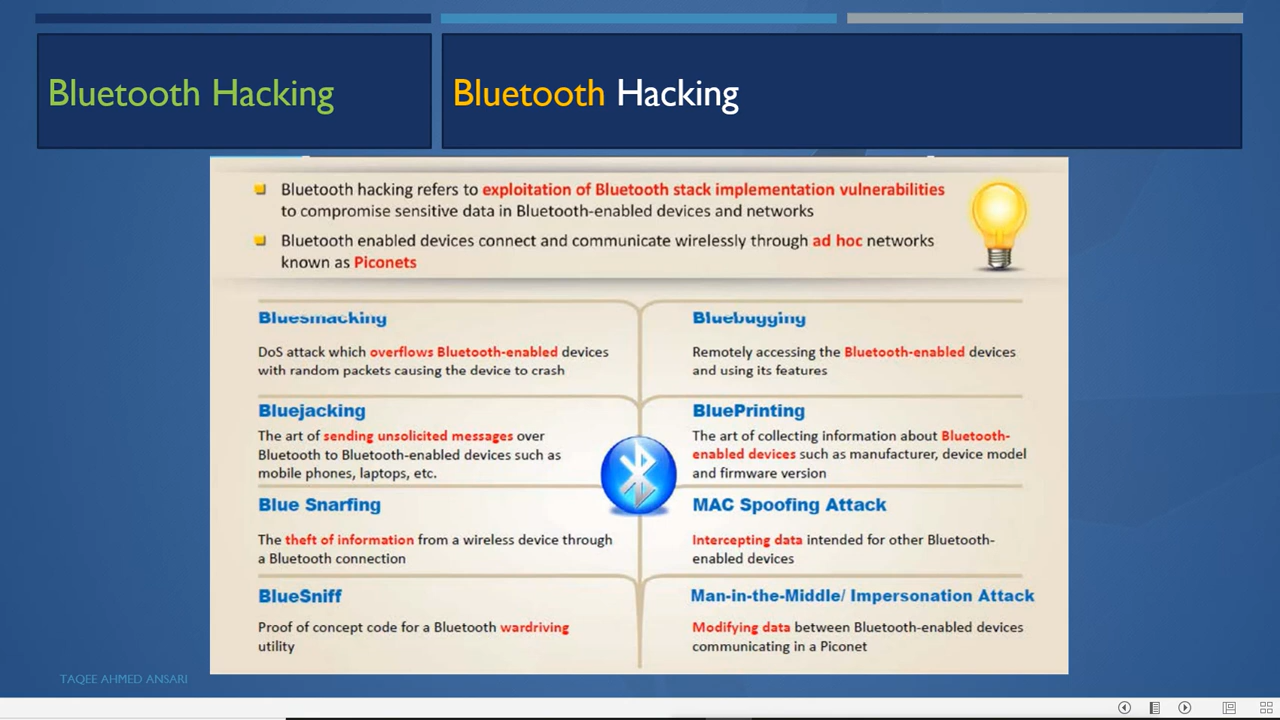 Bluetooth Hacking
Bluetooth Hacking
Bluetooth hacking refers to exploitation of Bluetooth stack implementation vulnerabilities
to compromise sensitive data in Bluetooth-enabled devices and networks
Bluetooth enabled devices connect and communicate wirelessly through ad hoc networks
known as Piconets
Bluesmacking
DoS attack which overflows Bluetooth-enabled devices
with random packets causing the device to crash
Bluebugging
Remotely accessing the Bluetooth-enabled devices
and using its features
Bluejacking
The art of sending unsolicited messages over
Bluetooth to Bluetooth-enabled devices such as
mobile phones, laptops, etc.
BluePrinting
The art of collecting information about Bluetooth-
enabled devices such as manufacturer, device model
and firmware version
Blue Snarfing
The theft of information from a wireless device through
a Bluetooth connection
MAC Spoofing Attack
Intercepting data intended for other Bluetooth-
enabled devices
BlueSniff
Proof of concept code for a Bluetooth wardriving
utility
Man-in-the-Middle/ Impersonation Attack
Modifying data between Bluetooth-enabled devices
communicating in a Piconet
TAQEE AHMED ANSARI